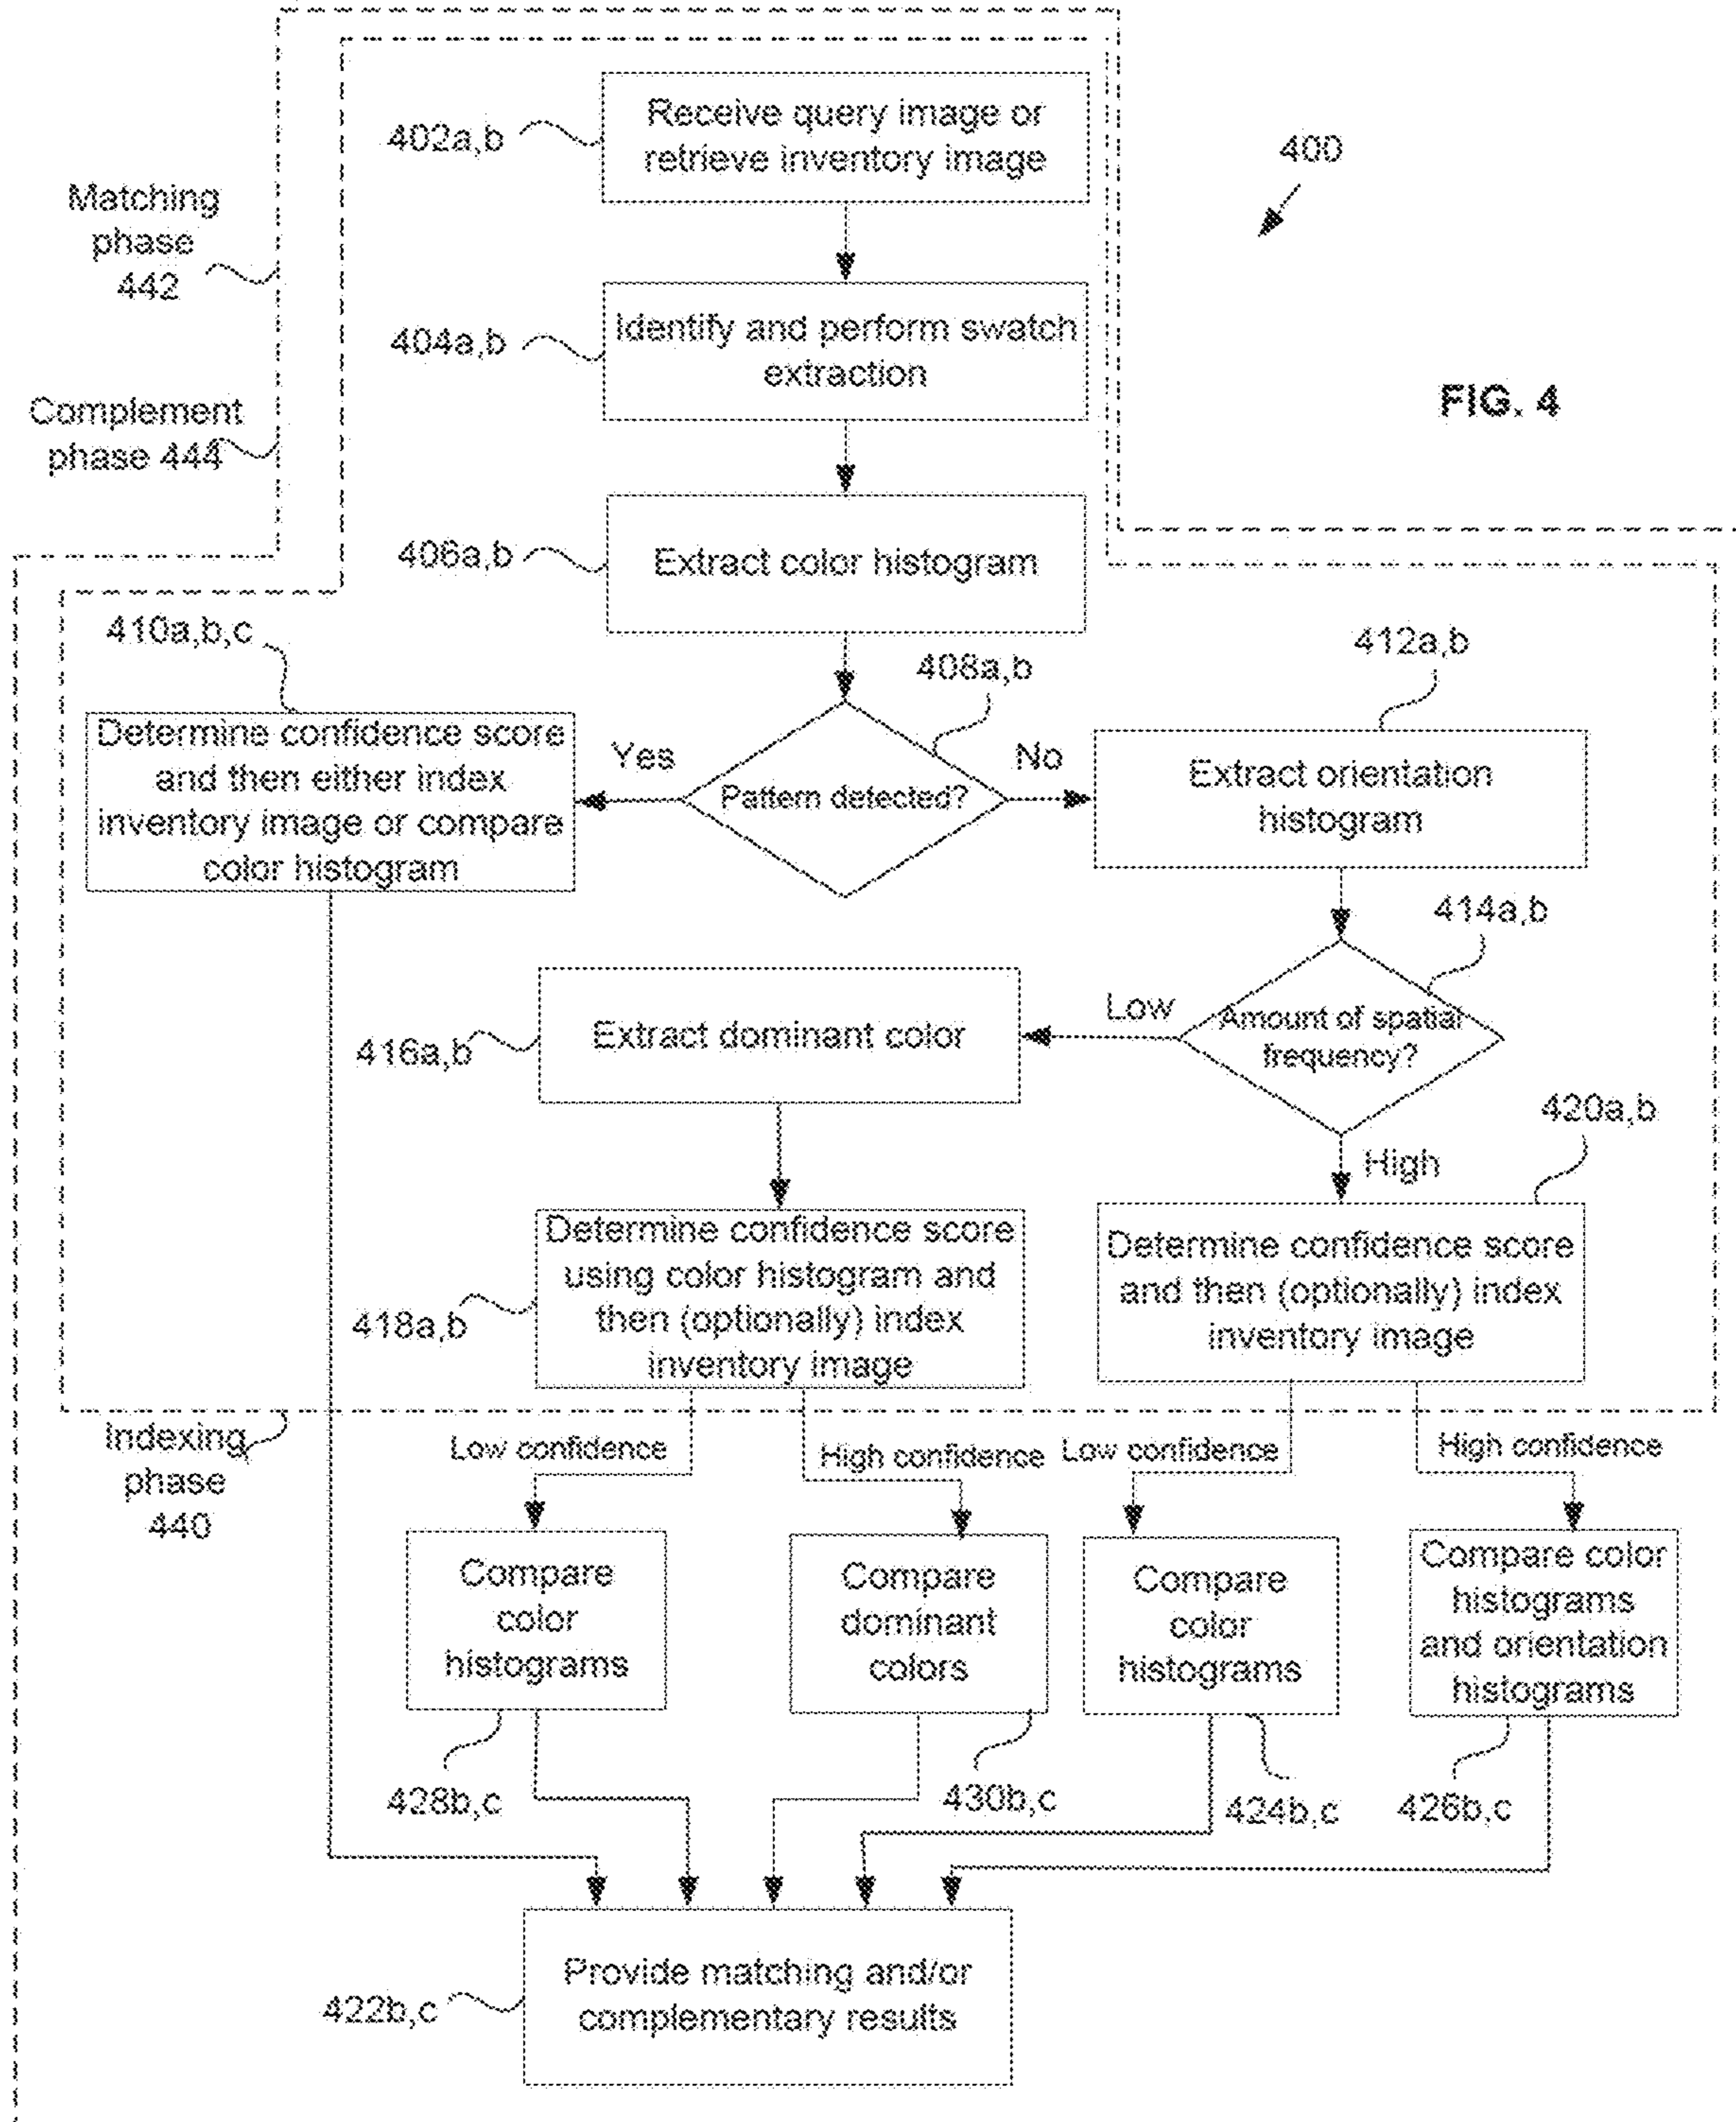 402a,b
Receive query image or
retrieve inventory image
400
Matching
phase
442
404a,b
Identify and perform swatch
extraction
FIG. 4
Complement
phase 444
406a,b
Extract color histogram
410a,b,c
408a,b
412a,b
Determine confidence score
and then either index
inventory image or compare
color histogram
Yes
Pattern detected?
No
Extract orientation
histogram
414a,b
416a,b
Extract dominant color
Low
Amount of spatial
frequency?
420a,b
High
418a,b
Determine confidence score
using color histogram and
then (optionally) index
inventory image
Determine confidence score
and then (optionally) index
inventory image
Indexing
phase
440
Low confidence
High confidence
Low confidence
High confidence
Compare
color
histograms
Compare
dominant
colors
Compare
color
histograms
Compare color
histograms
and orientation
histograms
428b,c
430b,c
424b,c
426b,c
422b,c
Provide matching and/or
complementary results